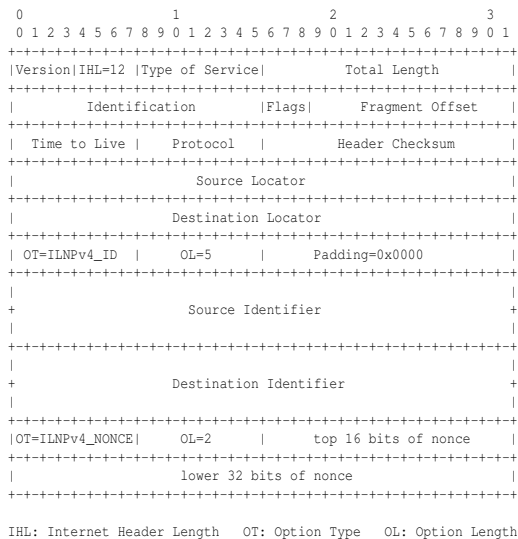 0                   1                   2                   3
 0 1 2 3 4 5 6 7 8 9 0 1 2 3 4 5 6 7 8 9 0 1 2 3 4 5 6 7 8 9 0 1
+-+-+-+-+-+-+-+-+-+-+-+-+-+-+-+-+-+-+-+-+-+-+-+-+-+-+-+-+-+-+-+-+
|Version|IHL=12 |Type of Service|          Total Length         |
+-+-+-+-+-+-+-+-+-+-+-+-+-+-+-+-+-+-+-+-+-+-+-+-+-+-+-+-+-+-+-+-+
|         Identification        |Flags|      Fragment Offset    |
+-+-+-+-+-+-+-+-+-+-+-+-+-+-+-+-+-+-+-+-+-+-+-+-+-+-+-+-+-+-+-+-+
|  Time to Live |    Protocol   |         Header Checksum       |
+-+-+-+-+-+-+-+-+-+-+-+-+-+-+-+-+-+-+-+-+-+-+-+-+-+-+-+-+-+-+-+-+
|                       Source Locator                          |
+-+-+-+-+-+-+-+-+-+-+-+-+-+-+-+-+-+-+-+-+-+-+-+-+-+-+-+-+-+-+-+-+
|                    Destination Locator                        |
+-+-+-+-+-+-+-+-+-+-+-+-+-+-+-+-+-+-+-+-+-+-+-+-+-+-+-+-+-+-+-+-+
| OT=ILNPv4_ID  |     OL=5      |      Padding=0x0000           |
+-+-+-+-+-+-+-+-+-+-+-+-+-+-+-+-+-+-+-+-+-+-+-+-+-+-+-+-+-+-+-+-+
|                                                               |
+                      Source Identifier                        +
|                                                               |
+-+-+-+-+-+-+-+-+-+-+-+-+-+-+-+-+-+-+-+-+-+-+-+-+-+-+-+-+-+-+-+-+
|                                                               |
+                    Destination Identifier                     +
|                                                               |
+-+-+-+-+-+-+-+-+-+-+-+-+-+-+-+-+-+-+-+-+-+-+-+-+-+-+-+-+-+-+-+-+
|OT=ILNPv4_NONCE|     OL=2      |      top 16 bits of nonce     |
+-+-+-+-+-+-+-+-+-+-+-+-+-+-+-+-+-+-+-+-+-+-+-+-+-+-+-+-+-+-+-+-+
|                     lower 32 bits of nonce                    |
+-+-+-+-+-+-+-+-+-+-+-+-+-+-+-+-+-+-+-+-+-+-+-+-+-+-+-+-+-+-+-+-+
IHL: Internet Header Length   OT: Option Type   OL: Option Length